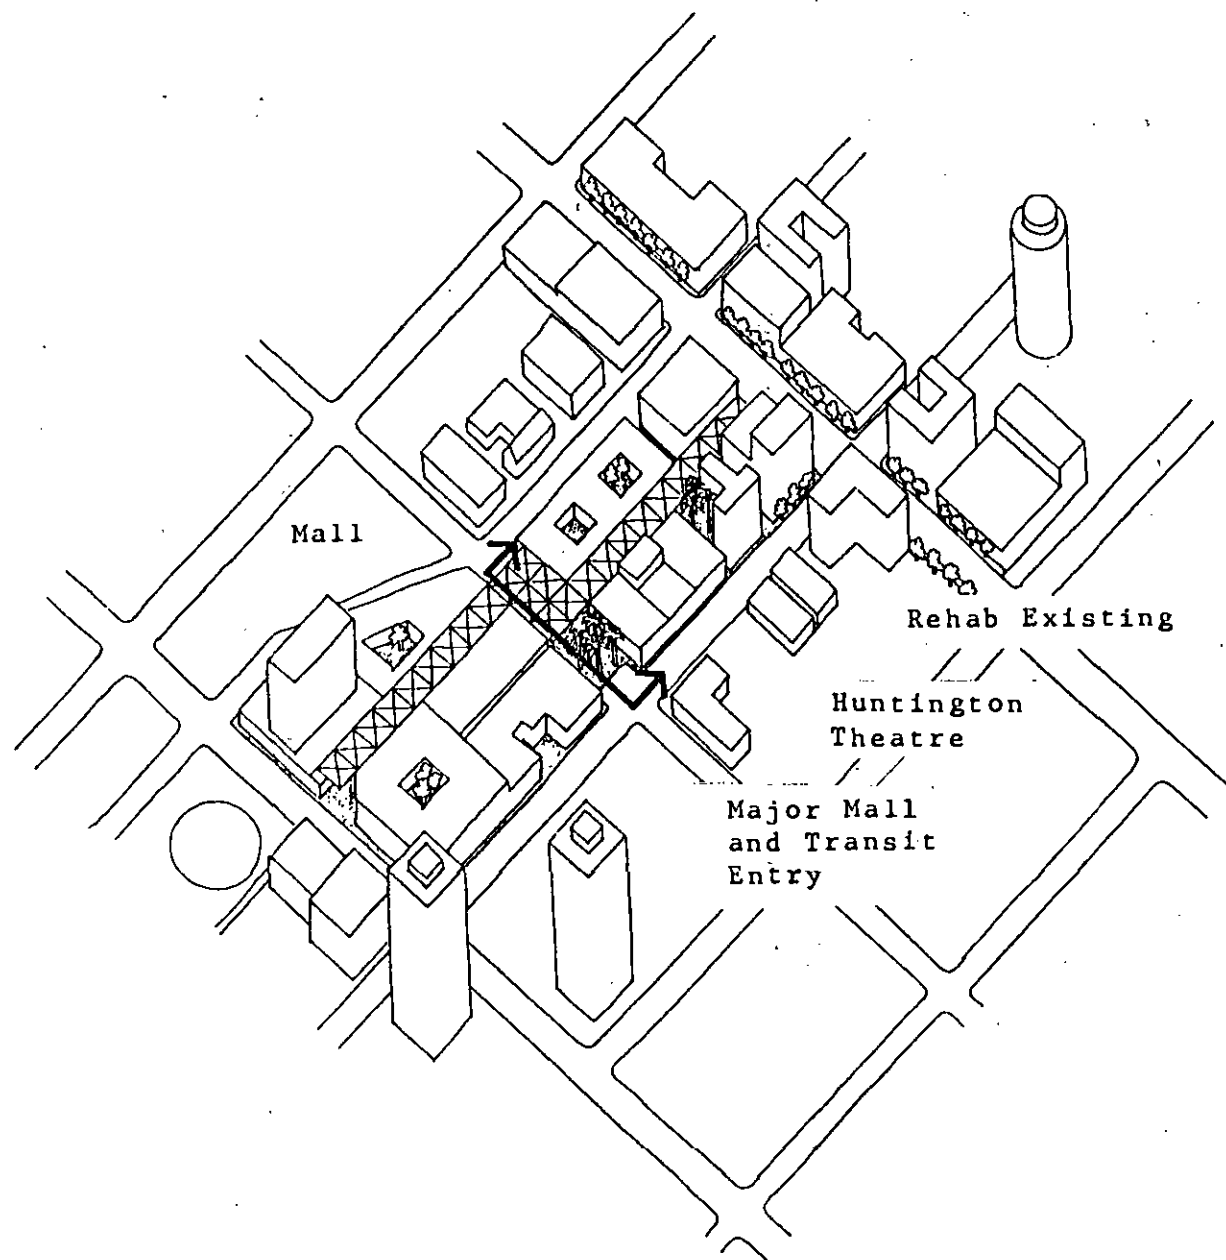 Mall
Rehab Existing
Huntington
Theatre
Major Mall
and Transit
Entry